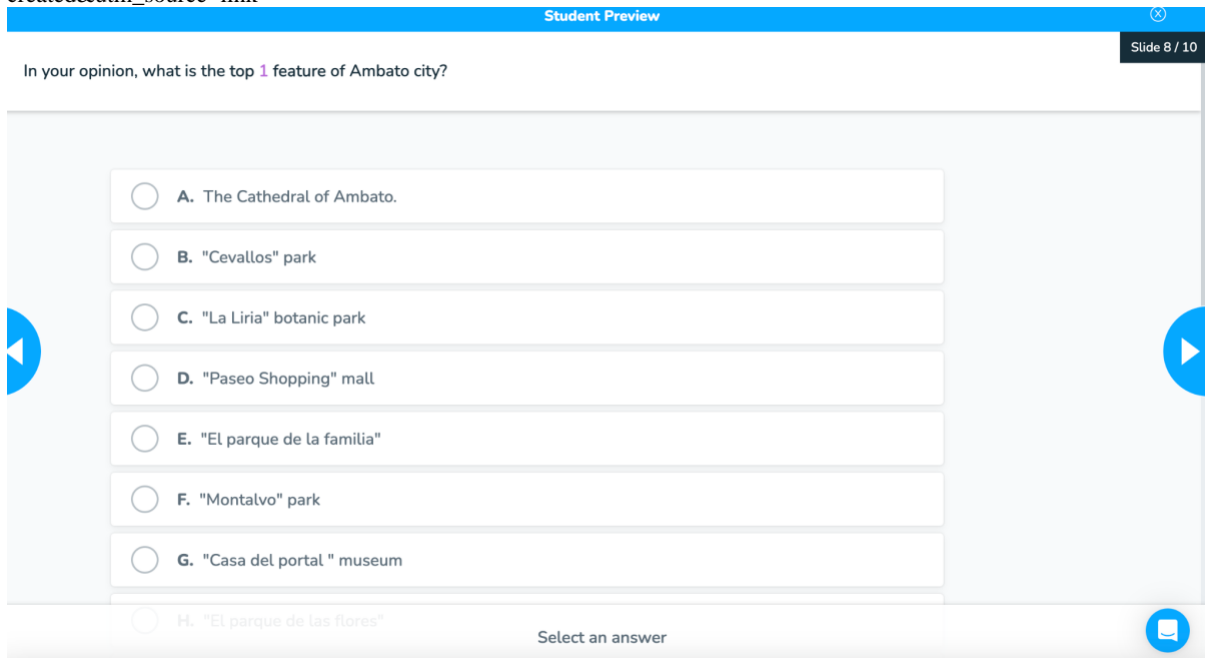 Student Preview
Slide 8 / 10
In your opinion, what is the top 1 feature of Ambato city?
A. The Cathedral of Ambato.
B. "Cevallos" park
C. "La Liria" botanic park
D. "Paseo Shopping" mall
E. "El parque de la familia"
F. "Montalvo" park
G. "Casa del portal " museum
H. "El parque de las flores"
Select an answer